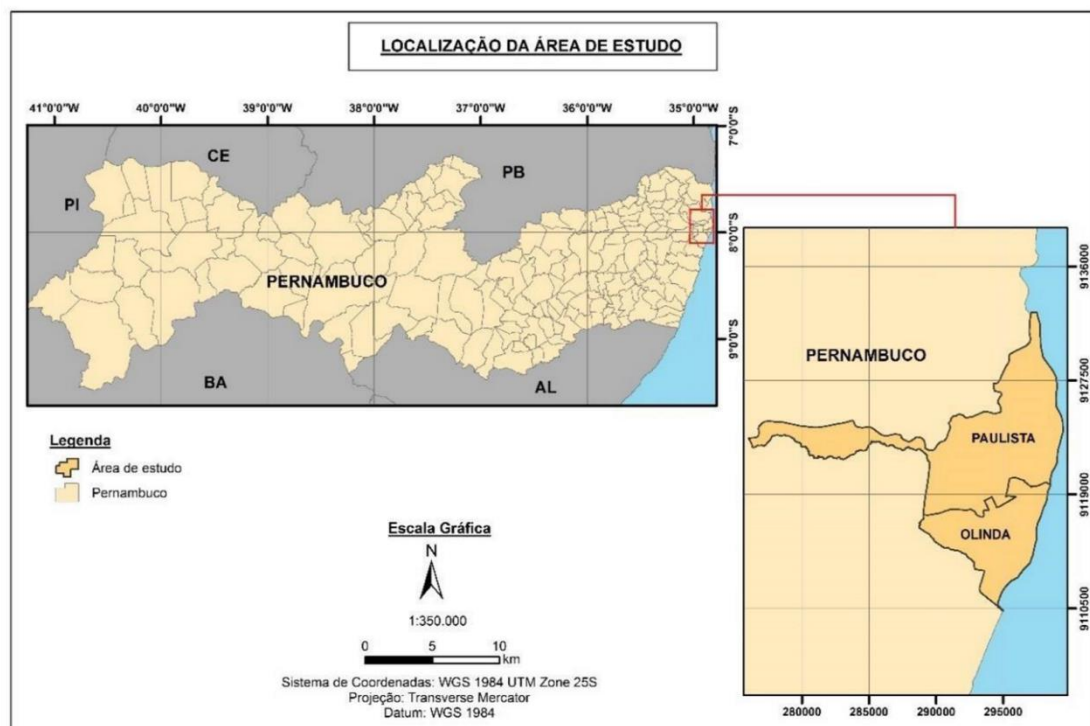 LOCALIZAÇÃO DA ÁREA DE ESTUDO
41°0'0"W 40°0'0"W 39°0'0"W 38°0'0"W 37°0'0"W 36°0'0"W 35°0'0"W
7°0'0"S
8°0'0"S
9°0'0"S
CE
PB
PI
PERNAMBUCO
BA
AL
Legenda
Área de estudo
Pernambuco
Escala Gráfica
N
1:350.000
0 5 10
km
Sistema de Coordenadas: WGS 1984 UTM Zone 25S
Projeção: Transverse Mercator
Datum: WGS 1984
PERNAMBUCO
PAULISTA
OLINDA
9136000
9127500
9119000
9110500
280000 285000 290000 295000